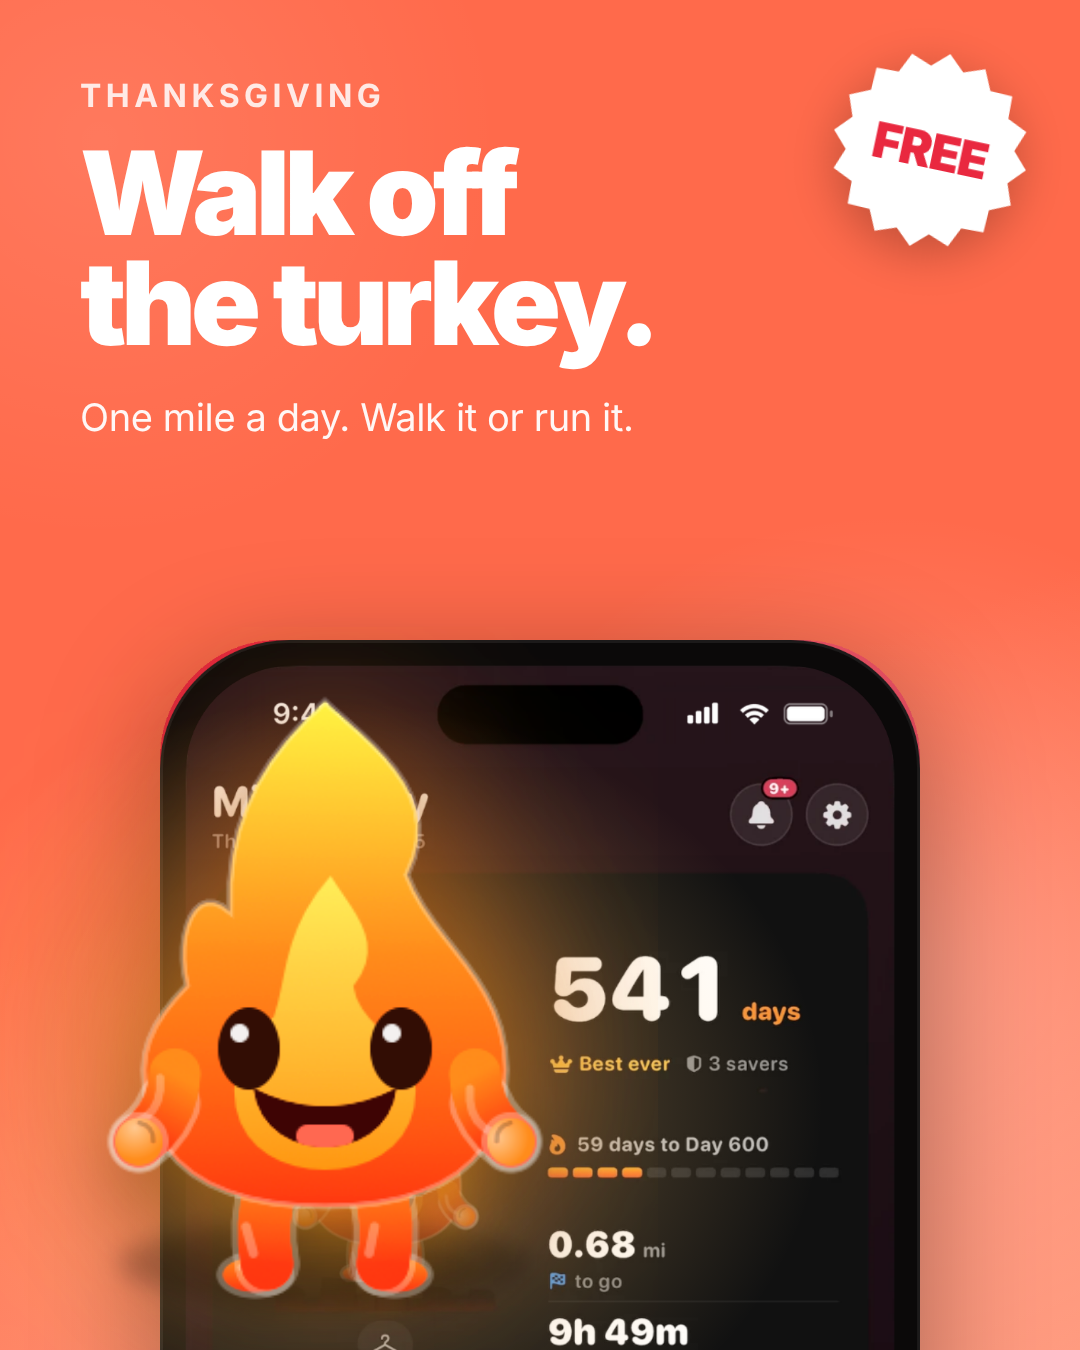 THANKSGIVING
FREE
Walk off
the turkey.
One mile a day. Walk it or run it.
9+
541 days
Best ever 3 savers
59 days to Day 600
0.68 mi
to go
9h 49m